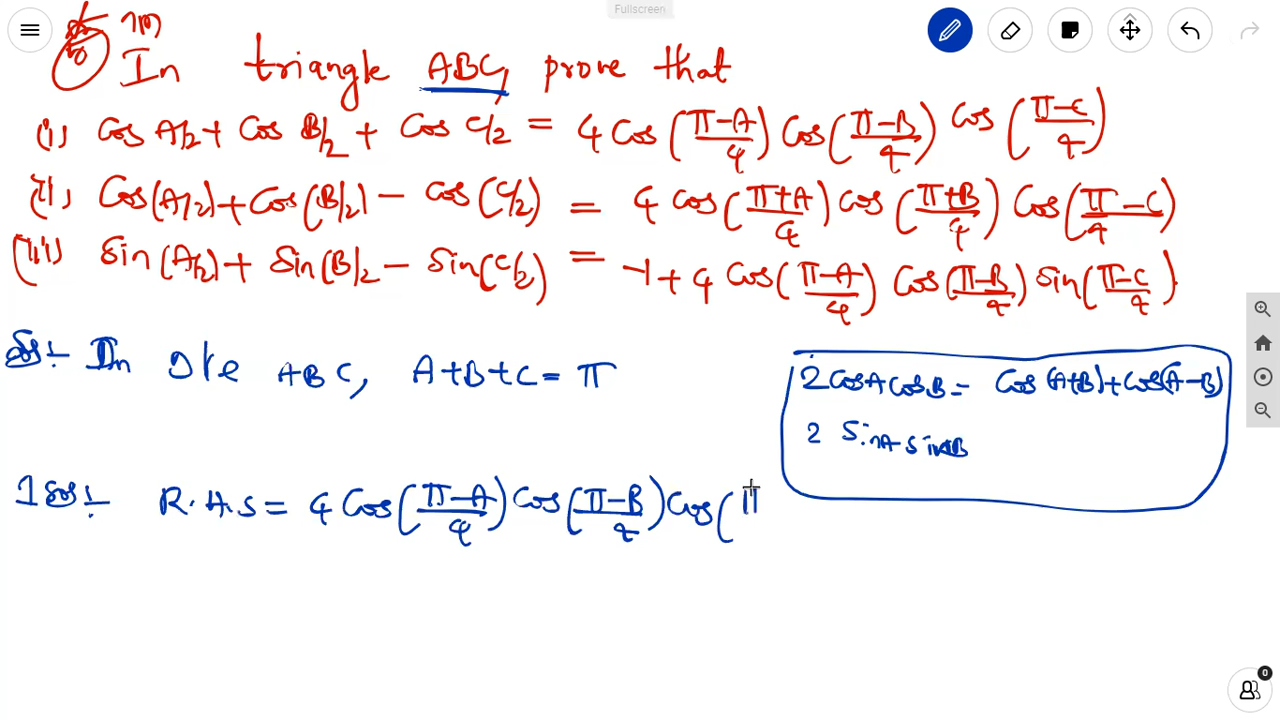 Fullscreen
7M
In triangle ABC, prove that
(i) Cos A/2 + Cos B/2 + Cos C/2 = 4 Cos(π-A/4) Cos(π-B/4) Cos(π-C/4)
(ii) Cos(A/2) + Cos(B/2) - Cos(C/2) = 4 Cos(π+A/4) Cos(π+B/4) Cos(π-C/4)
(iii) Sin(A/2) + Sin(B/2 - Sin(C/2) = -1 + 4 Cos(π-A/4) Cos(π-B/4) Sin(π-C/4)
Sol:- In △le ABC, A+B+C = π
2 CosA CosB = Cos(A+B) + Cos(A-B)
2 SinA SinB
1 Sol:- R.H.S = 4 Cos(π-A/4) Cos(π-B/4) Cos(π
0